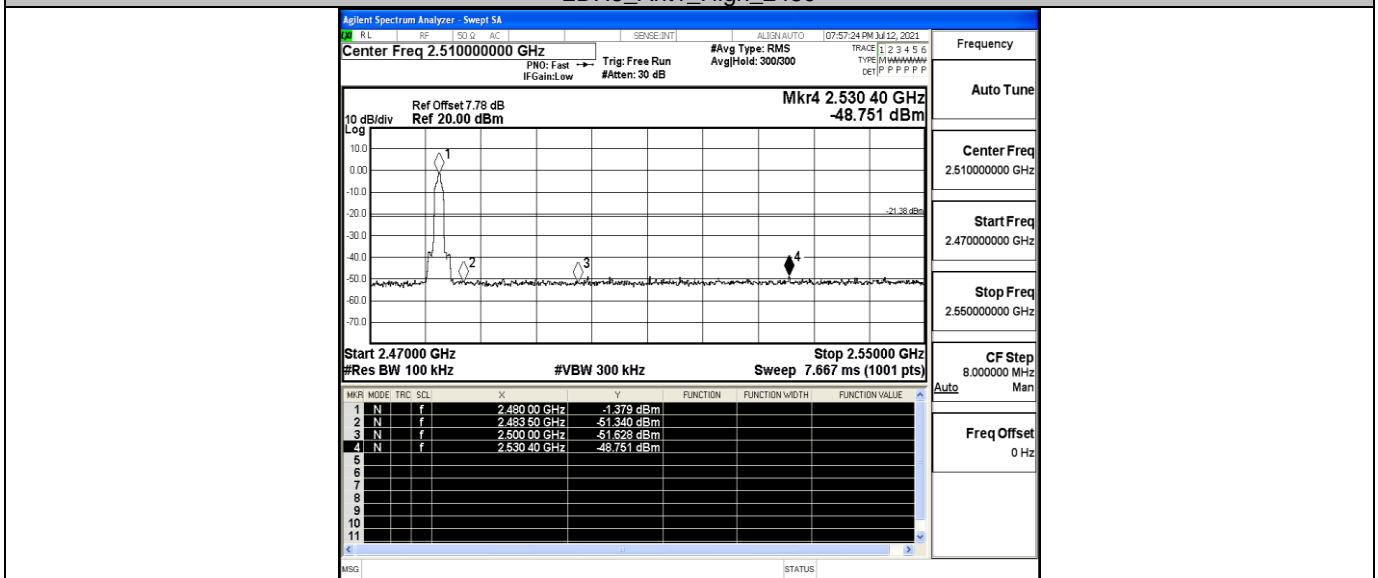 Agilent Spectrum Analyzer - Swept SA
RL RF 50 Ω AC SENSE:INT ALIGN AUTO 07:57:24 PM Jul 12, 2021
Center Freq 2.510000000 GHz
PNO: Fast
IFGain:Low
Trig: Free Run
#Atten: 30 dB
#Avg Type: RMS
Avg|Hold: 300/300
TRACE 1 2 3 4 5 6
TYPE M
DET P P P P P P
Mkr4 2.530 40 GHz
-48.751 dBm
Ref Offset 7.78 dB
10 dB/div Ref 20.00 dBm
Log
10.0
0.00
-10.0
-20.0
-30.0
-40.0
-50.0
-60.0
-70.0
1
2
3
4
-21.38 dBm
Start 2.47000 GHz Stop 2.55000 GHz
#Res BW 100 kHz #VBW 300 kHz Sweep 7.667 ms (1001 pts)
MKR MODE TRC SCL X Y FUNCTION FUNCTION WIDTH FUNCTION VALUE
1 N f 2.480 00 GHz -1.379 dBm
2 N f 2.483 50 GHz -51.340 dBm
3 N f 2.500 00 GHz -51.628 dBm
4 N f 2.530 40 GHz -48.751 dBm
5
6
7
8
9
10
11
MSG STATUS
Frequency
Auto Tune
Center Freq
2.510000000 GHz
Start Freq
2.470000000 GHz
Stop Freq
2.550000000 GHz
CF Step
8.000000 MHz
Auto Man
Freq Offset
0 Hz